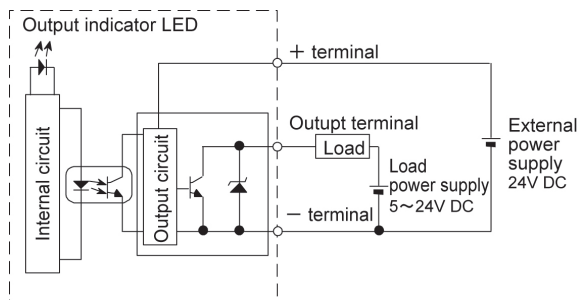 Output indicator LED
+ terminal
Outupt terminal
Load
Internal circuit
Output circuit
External
power
supply
24V DC
Load
power supply
5～24V DC
− terminal